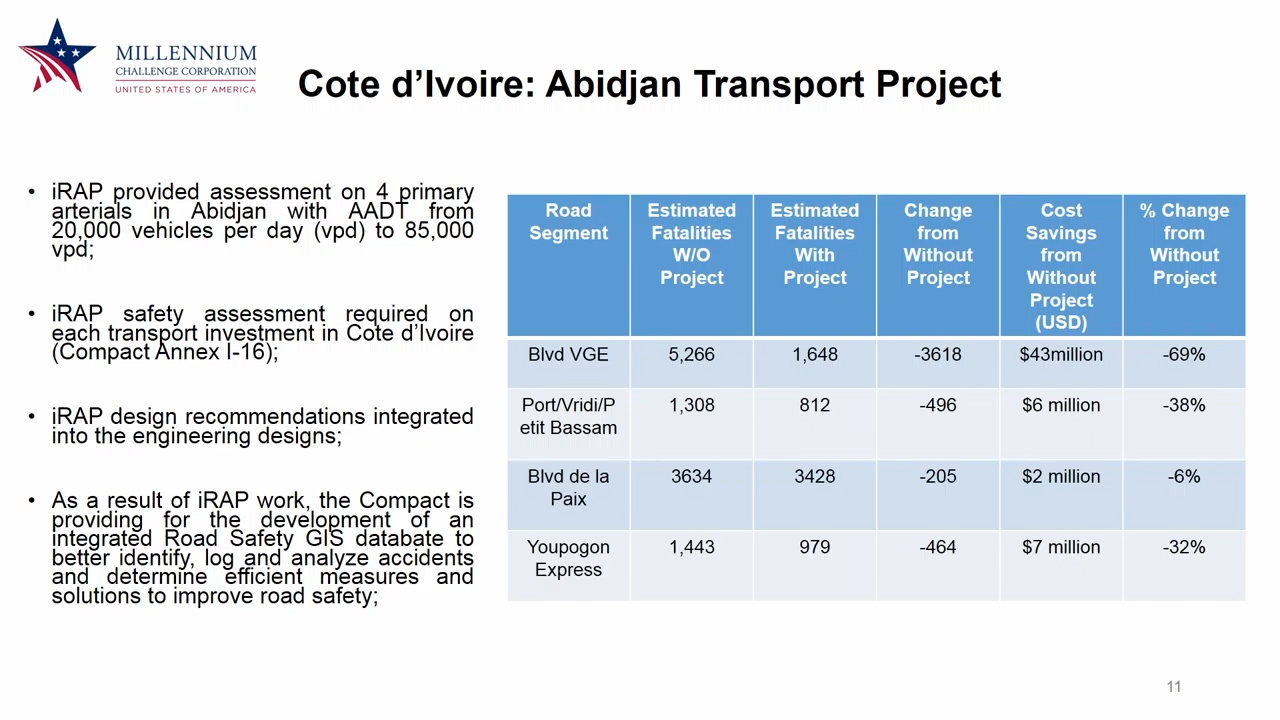 MILLENNIUM
CHALLENGE CORPORATION
UNITED STATES OF AMERICA
Cote d’Ivoire: Abidjan Transport Project
• iRAP provided assessment on 4 primary
arterials in Abidjan with AADT from
20,000 vehicles per day (vpd) to 85,000
vpd;
• iRAP safety assessment required on
each transport investment in Cote d’Ivoire
(Compact Annex I-16);
• iRAP design recommendations integrated
into the engineering designs;
• As a result of iRAP work, the Compact is
providing for the development of an
integrated Road Safety GIS databate to
better identify, log and analyze accidents
and determine efficient measures and
solutions to improve road safety;
Road
Segment
Estimated
Fatalities
W/O
Project
Estimated
Fatalities
With
Project
Change
from
Without
Project
Cost
Savings
from
Without
Project
(USD)
% Change
from
Without
Project
Blvd VGE
5,266
1,648
-3618
$43million
-69%
Port/Vridi/P
etit Bassam
1,308
812
-496
$6 million
-38%
Blvd de la
Paix
3634
3428
-205
$2 million
-6%
Youpogon
Express
1,443
979
-464
$7 million
-32%
11